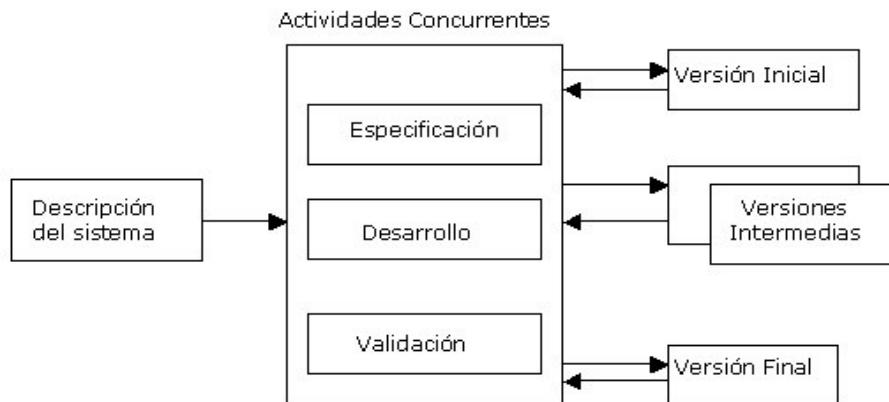 Actividades Concurrentes
Versión Inicial
Especificación
Descripción
del sistema
Desarrollo
Versiones
Intermedias
Validación
Versión Final